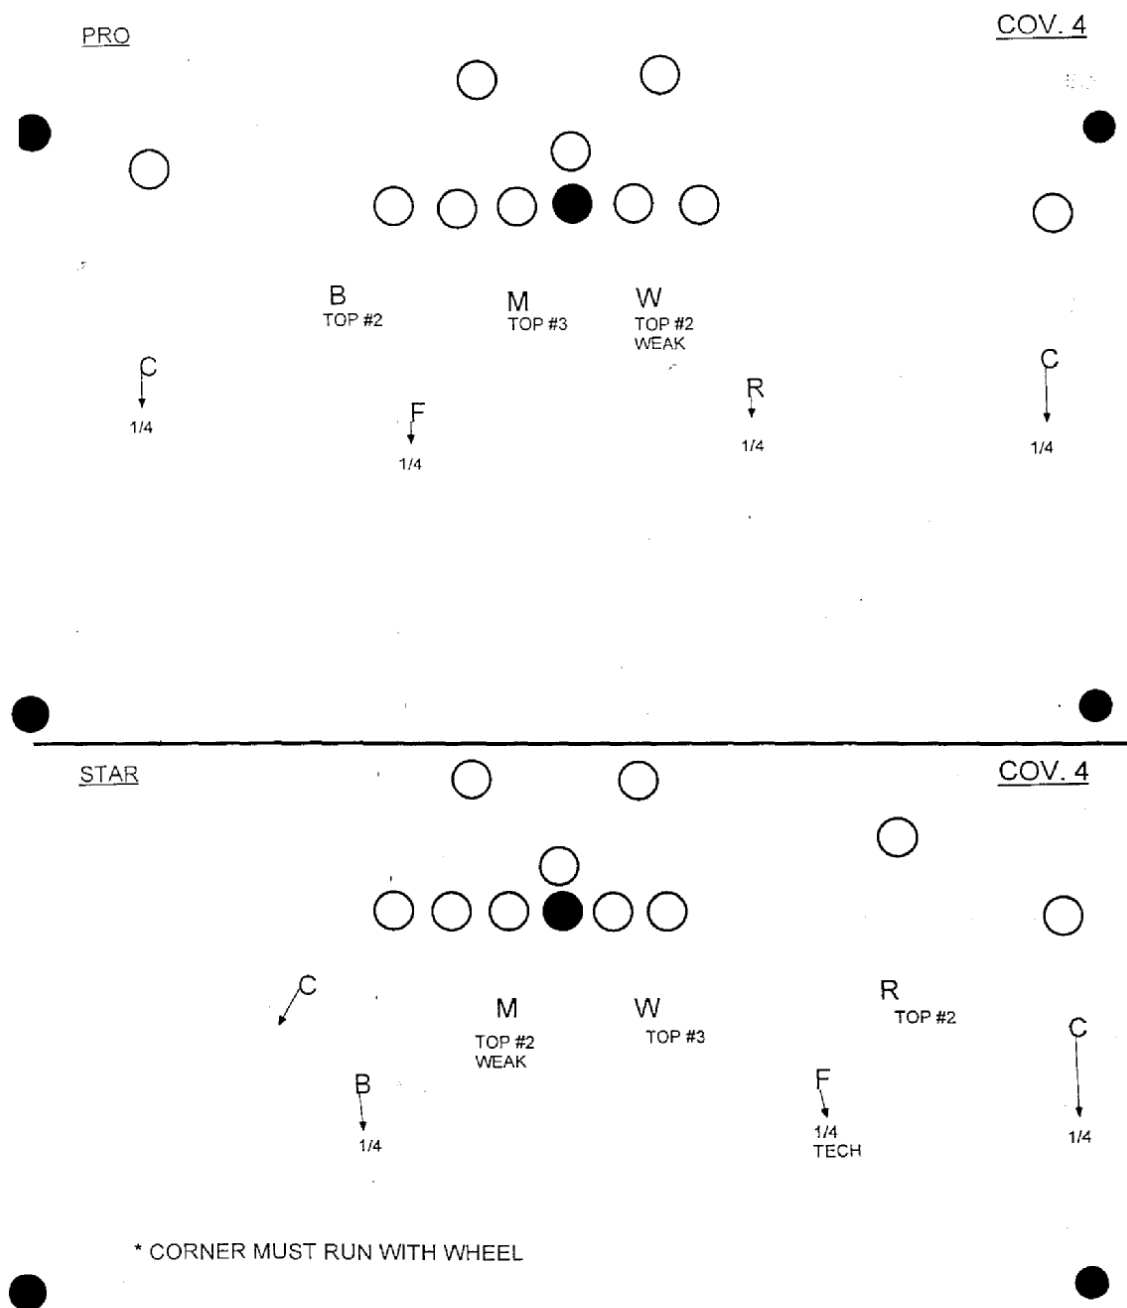 PRO
COV. 4
B
TOP #2
M
TOP #3
W
TOP #2
WEAK
C
1/4
F
1/4
R
1/4
C
1/4
STAR
COV. 4
C
M
TOP #2
WEAK
W
TOP #3
R
TOP #2
C
1/4
B
1/4
F
1/4
TECH
* CORNER MUST RUN WITH WHEEL